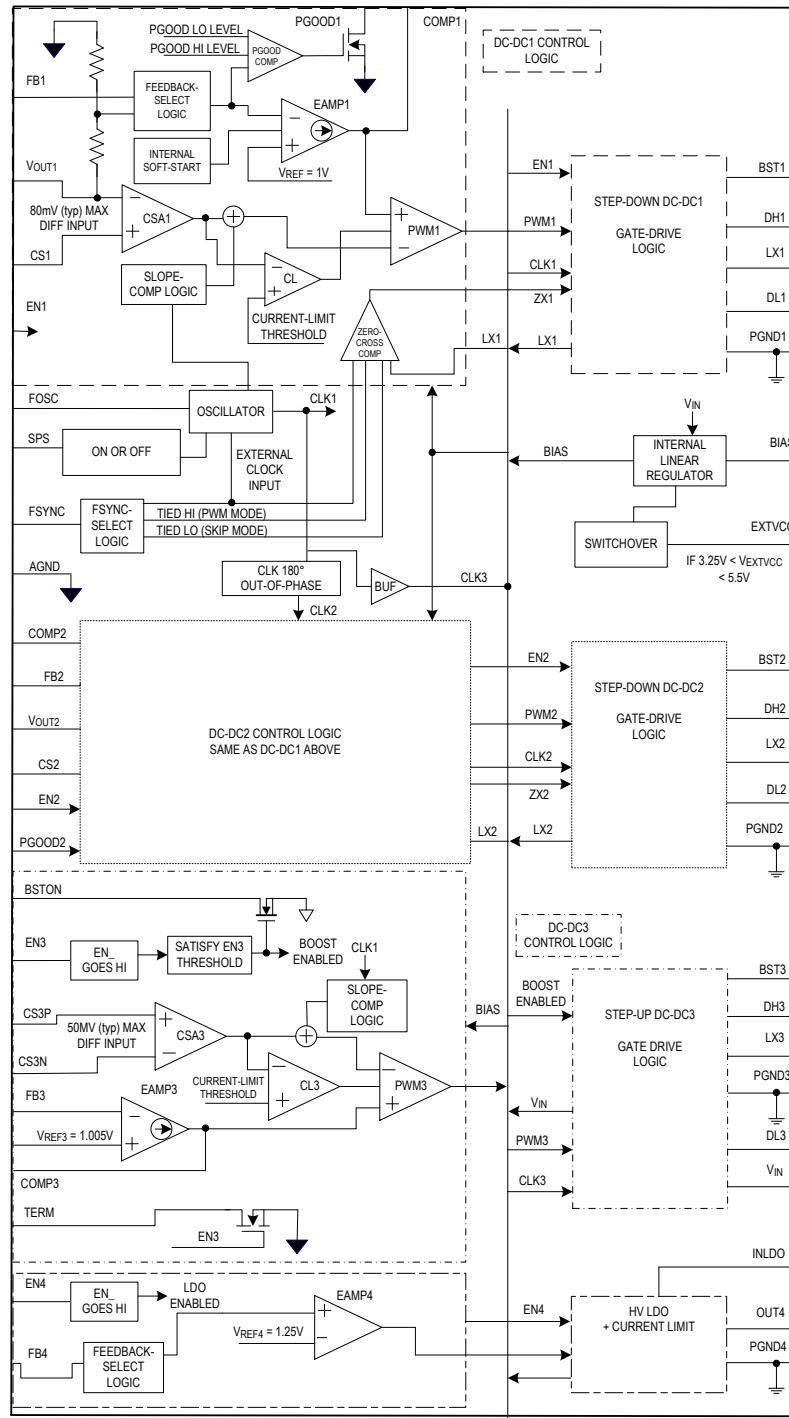 PGOOD LO LEVEL
PGOOD HI LEVEL
PGOOD1
COMP1
PGOOD
COMP
DC-DC1 CONTROL
LOGIC
FB1
FEEDBACK-
SELECT
LOGIC
EAMP1
INTERNAL
SOFT-START
VREF = 1V
VOUT1
80mV (typ) MAX
DIFF INPUT
CSA1
CS1
SLOPE-
COMP LOGIC
CL
CURRENT-LIMIT
THRESHOLD
PWM1
ZERO-
CROSS
COMP
EN1
LX1
EN1
PWM1
CLK1
ZX1
LX1
STEP-DOWN DC-DC1
GATE-DRIVE
LOGIC
BST1
DH1
LX1
DL1
PGND1
FOSC
OSCILLATOR
CLK1
SPS
ON OR OFF
EXTERNAL
CLOCK
INPUT
FSYNC
FSYNC-
SELECT
LOGIC
TIED HI (PWM MODE)
TIED LO (SKIP MODE)
BIAS
VIN
INTERNAL
LINEAR
REGULATOR
BIAS
SWITCHOVER
EXTVCC
IF 3.25V < VEXTVCC
< 5.5V
AGND
CLK 180°
OUT-OF-PHASE
BUF
CLK3
CLK2
COMP2
FB2
VOUT2
CS2
EN2
PGOOD2
DC-DC2 CONTROL LOGIC
SAME AS DC-DC1 ABOVE
EN2
PWM2
CLK2
ZX2
LX2
LX2
STEP-DOWN DC-DC2
GATE-DRIVE
LOGIC
BST2
DH2
LX2
DL2
PGND2
BSTON
EN3
EN_
GOES HI
SATISFY EN3
THRESHOLD
BOOST
ENABLED
CLK1
SLOPE-
COMP
LOGIC
DC-DC3
CONTROL LOGIC
CS3P
50MV (typ) MAX
DIFF INPUT
CSA3
CS3N
BIAS
CURRENT-LIMIT
THRESHOLD
CL3
PWM3
FB3
EAMP3
VREF3 = 1.005V
COMP3
TERM
EN3
BOOST
ENABLED
VIN
PWM3
CLK3
STEP-UP DC-DC3
GATE DRIVE
LOGIC
BST3
DH3
LX3
PGND3
DL3
VIN
EN4
EN_
GOES HI
LDO
ENABLED
EAMP4
VREF4 = 1.25V
FB4
FEEDBACK-
SELECT
LOGIC
EN4
HV LDO
+ CURRENT LIMIT
INLDO
OUT4
PGND4